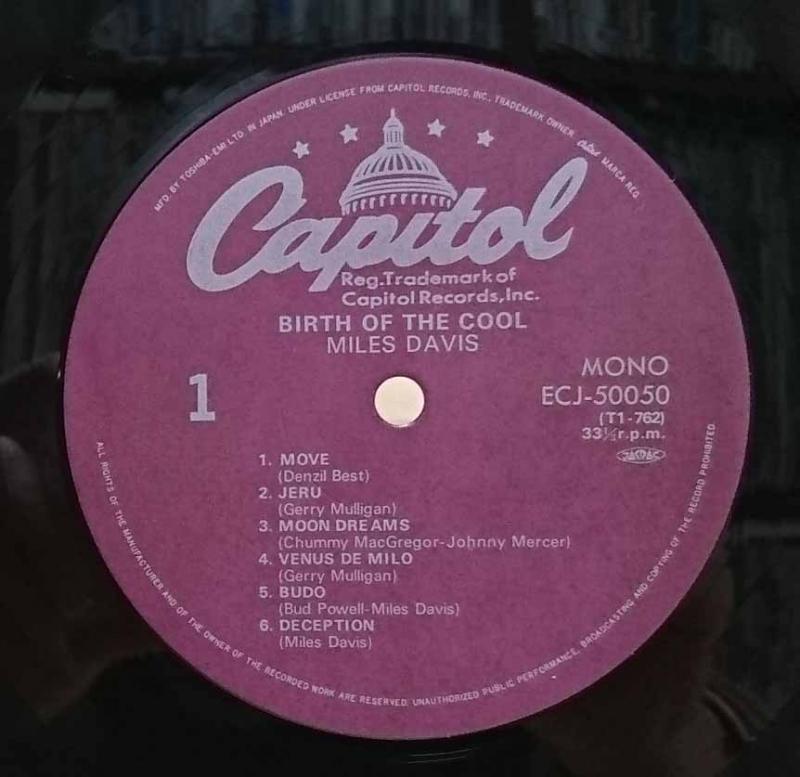 MFD. BY TOSHIBA-EMI LTD. IN JAPAN. UNDER LICENSE FROM CAPITOL RECORDS, INC., TRADEMARK OWNER. Capitol MARCA REG.
Capitol
Reg.Trademark of
Capitol Records,Inc.
BIRTH OF THE COOL
MILES DAVIS
1
MONO
ECJ-50050
(T1-762)
33⅓r.p.m.
JASRAC
1. MOVE
(Denzil Best)
2. JERU
(Gerry Mulligan)
3. MOON DREAMS
(Chummy MacGregor-Johnny Mercer)
4. VENUS DE MILO
(Gerry Mulligan)
5. BUDO
(Bud Powell-Miles Davis)
6. DECEPTION
(Miles Davis)
ALL RIGHTS OF THE MANUFACTURER AND OF THE OWNER OF THE RECORDED WORK ARE RESERVED. UNAUTHORIZED PUBLIC PERFORMANCE, BROADCASTING AND COPYING OF THE RECORD PROHIBITED.